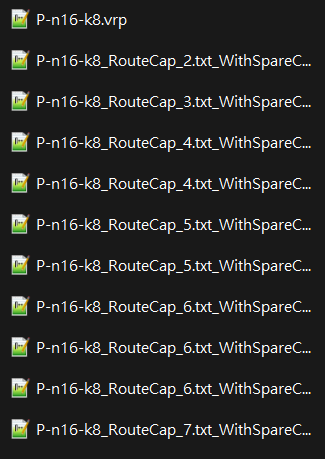 P-n16-k8.vrp
P-n16-k8_RouteCap_2.txt_WithSpareC...
P-n16-k8_RouteCap_3.txt_WithSpareC...
P-n16-k8_RouteCap_4.txt_WithSpareC...
P-n16-k8_RouteCap_4.txt_WithSpareC...
P-n16-k8_RouteCap_5.txt_WithSpareC...
P-n16-k8_RouteCap_5.txt_WithSpareC...
P-n16-k8_RouteCap_6.txt_WithSpareC...
P-n16-k8_RouteCap_6.txt_WithSpareC...
P-n16-k8_RouteCap_6.txt_WithSpareC...
P-n16-k8_RouteCap_7.txt_WithSpareC...